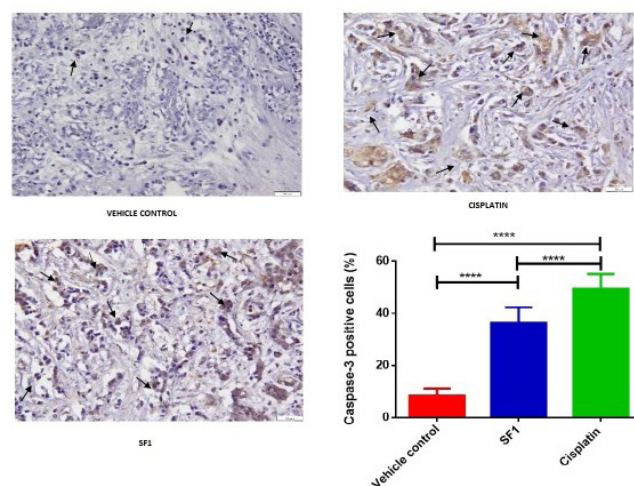 VEHICLE CONTROL
CISPLATIN
SF1
Caspase-3 positive cells (%)
60
40
20
0
****
****
****
Vehicle control
SF1
Cisplatin